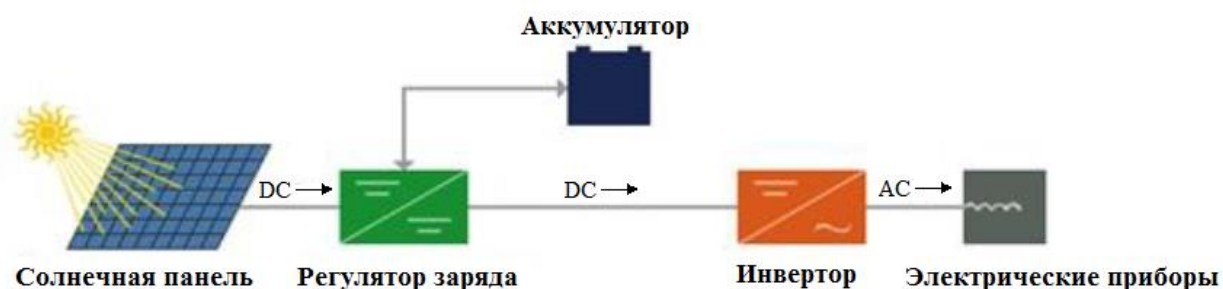 Аккумулятор
DC
DC
AC
Солнечная панель
Регулятор заряда
Инвертор
Электрические приборы